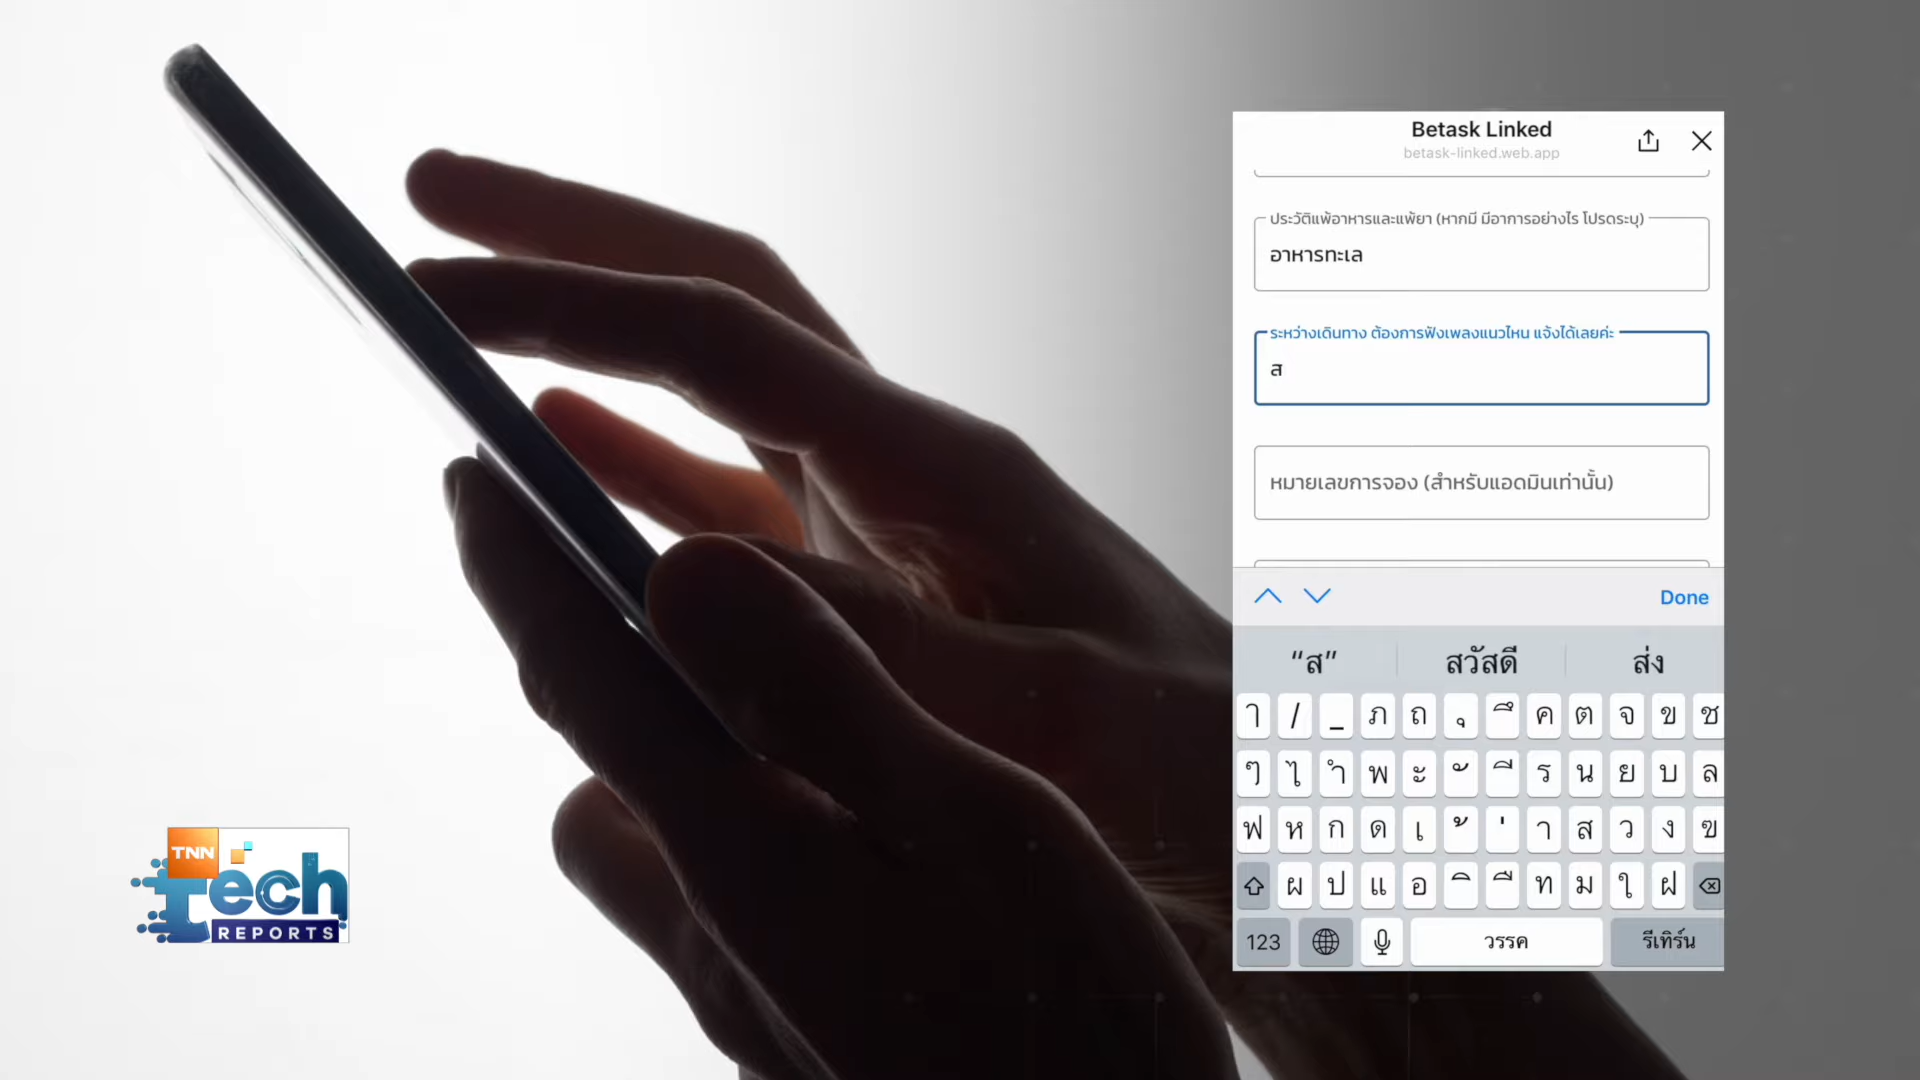 Betask Linked
betask-linked.web.app
ประวัติแพ้อาหารและแพ้ยา (หากมี มีอาการอย่างไร โปรดระบุ)
อาหารทะเล
ระหว่างเดินทาง ต้องการฟังเพลงแนวไหน แจ้งได้เลยค่ะ
ส
หมายเลขการจอง (สำหรับแอดมินเท่านั้น)
Done
“ส” สวัสดี ส่ง
ๅ / _ ภ ถ ุ ึ ค ต จ ข ช
ๆ ไ ำ พ ะ ั ี ร น ย บ ล
ฟ ห ก ด เ ้ ่ า ส ว ง ฃ
ผ ป แ อ ิ ื ท ม ใ ฝ
123 วรรค รีเทิร์น
TNN
Tech
REPORTS